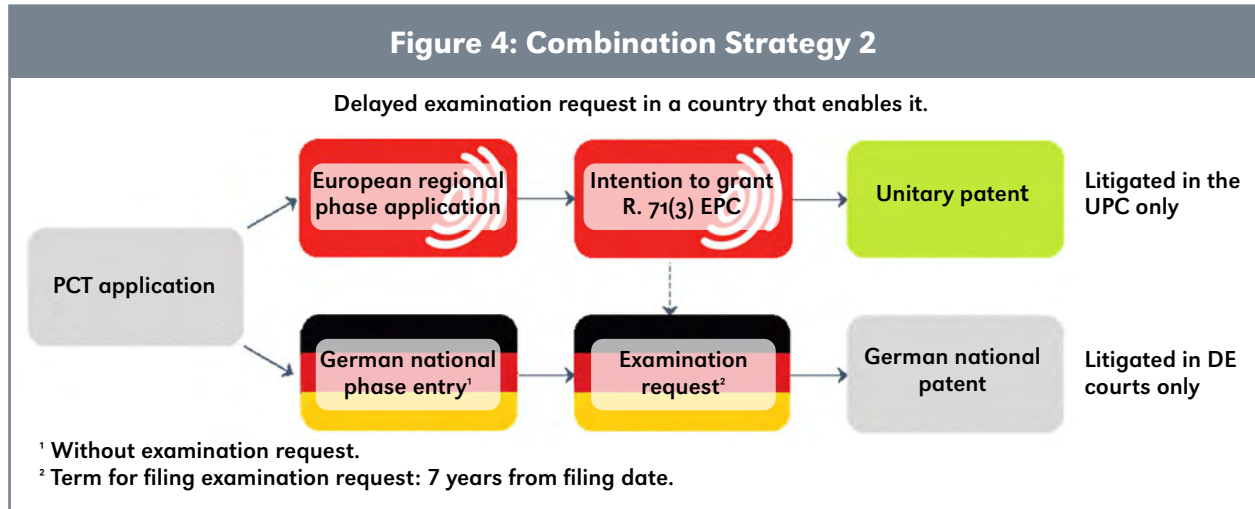 Figure 4: Combination Strategy 2
Delayed examination request in a country that enables it.
European regional
phase application
Intention to grant
R. 71(3) EPC
Unitary patent
Litigated in the
UPC only
PCT application
German national
phase entry¹
Examination
request²
German national
patent
Litigated in DE
courts only
¹ Without examination request.
² Term for filing examination request: 7 years from filing date.